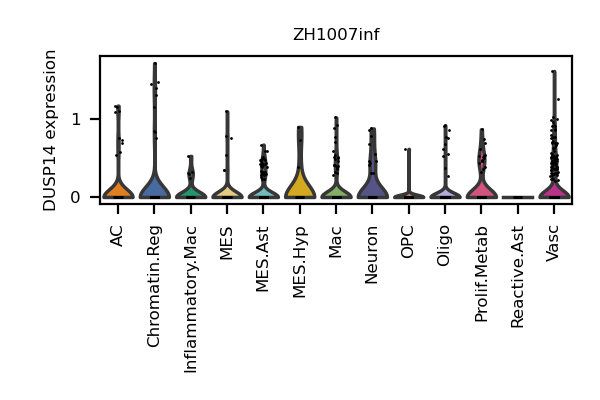 ZH1007inf
DUSP14 expression
1
0
AC
Chromatin.Reg
Inflammatory.Mac
MES
MES.Ast
MES.Hyp
Mac
Neuron
OPC
Oligo
Prolif.Metab
Reactive.Ast
Vasc